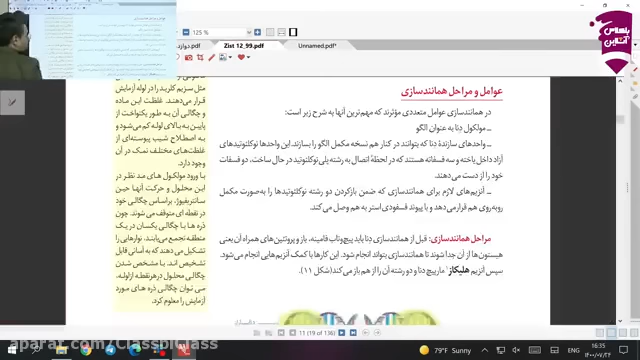 125%
دوازد.pdf
Zist 12_99.pdf
Unnamed.pdf*
کلاس
آنلاین
عوامل و مراحل همانندسازی
در همانندسازی عوامل متعددی مؤثرند که مهم‌ترین آنها به شرح زیر است:
ـ مولکول دنا به عنوان الگو
ـ واحدهای سازندهٔ دنا که بتوانند در کنار هم نسخه مکمل الگو را بسازند. این واحدها نوکلئوتیدهای
آزاد داخل یاخته و سه فسفاته هستند که در لحظهٔ اتصال به رشته پلی‌نوکلئوتید در حال ساخت، دو فسفات
خود را از دست می‌دهند.
ـ آنزیم‌های لازم برای همانندسازی که ضمن بازکردن دو رشته نوکلئوتیدها را به‌صورت مکمل
روبه‌روی هم قرار می‌دهد و با پیوند فسفودی استر به هم وصل می‌کند.
مراحل همانندسازی: قبل از همانندسازی دنا باید پیچ و تاب فامینه، باز و پروتئین‌های همراه آن یعنی
هیستون‌ها از آن جدا شوند تا همانندسازی بتواند انجام شود. این کارها با کمک آنزیم‌هایی انجام می‌شود.
سپس آنزیم هلیکاز مارپیچ دنا و دو رشته آن را از هم باز می‌کند (شکل ۱۱).
مثل سزیم کلرید را در لوله آزمایش
قرار می‌دهند. غلظت این ماده
و چگالی آن به طور یکنواخت از
پایین به بالای لوله کم می‌شود و
به اصطلاح شیب پیوسته‌ای از
غلظت‌های مختلف نمک در آن
وجود دارد.
با ورود مولکول های مد نظر در
این محلول و حرکت آنها حین
سانتریفیوژ، براساس چگالی خود
در نقطه ای متوقف می شوند. چون
ذره ها با چگالی یکسان در یک
منطقه تجمع می‌یابند، نوارهایی را
تشکیل می دهند که به آسانی قابل
تشخیص اند. با مشخص شدن
چگالی محلول در هر نقطه از لوله،
می توان چگالی ذره های مورد
آزمایش را معلوم کرد.
11 (19 of 136)
79°F Sunny
ENG
16:35
۱۴۰۰/۰۷/۲۴
aparat.com/ClassbiClass